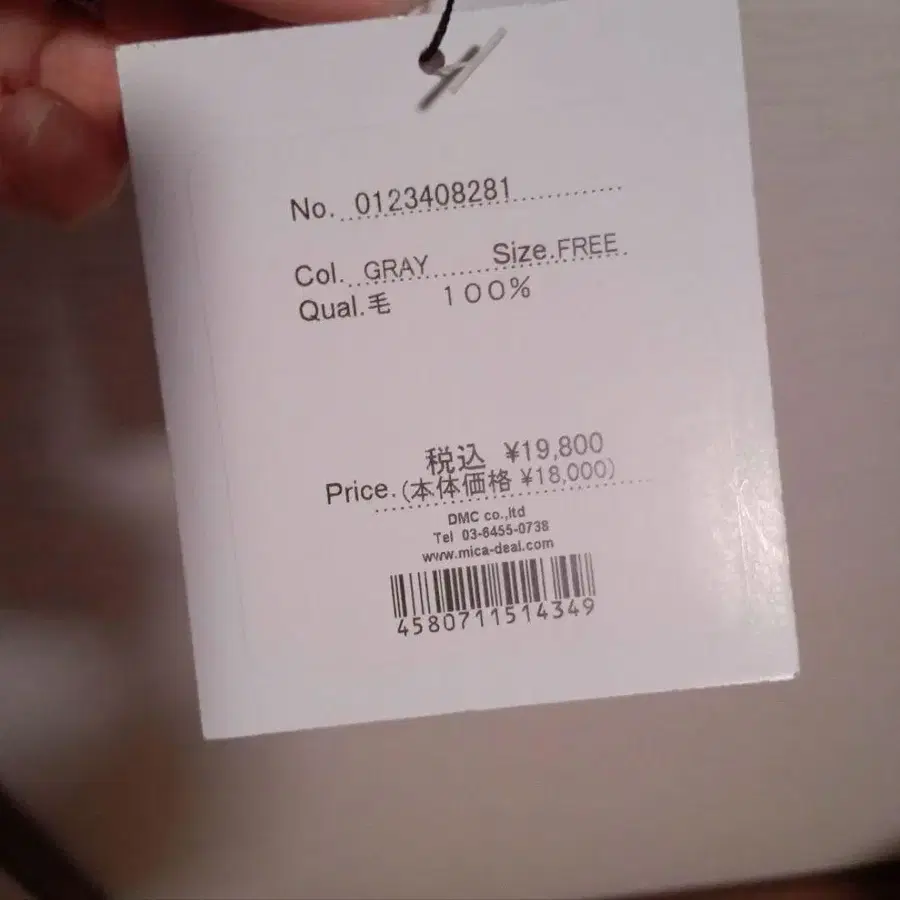 No. 0123408281
Col. GRAY Size.FREE
Qual.毛 100%
税込 ¥19,800
Price.(本体価格 ¥18,000)
DMC co.,ltd
Tel 03-6455-0738
www.mica-deal.com
4580711514349